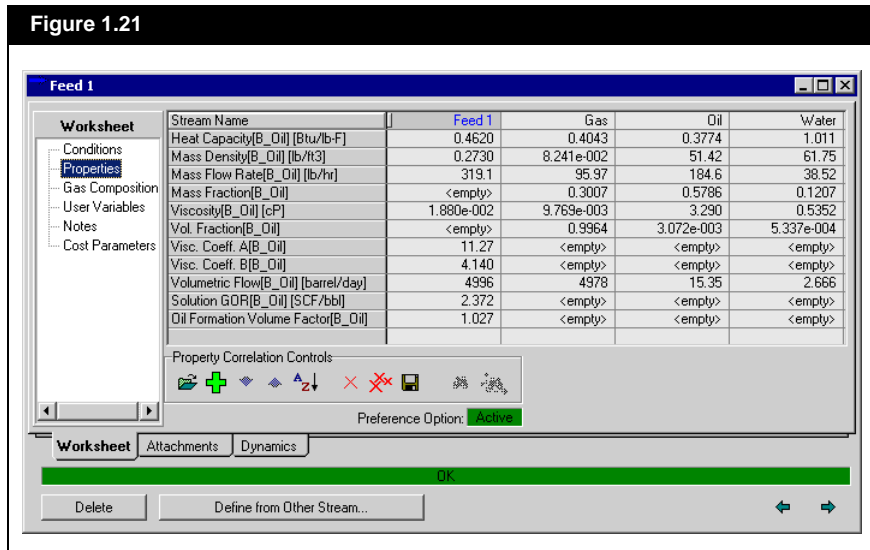 Figure 1.21
Feed 1
Worksheet
Conditions
Properties
Gas Composition
User Variables
Notes
Cost Parameters
Stream Name Feed 1 Gas Oil Water
Heat Capacity[B_Oil] [Btu/lb-F] 0.4620 0.4043 0.3774 1.011
Mass Density[B_Oil] [lb/ft3] 0.2730 8.241e-002 51.42 61.75
Mass Flow Rate[B_Oil] [lb/hr] 319.1 95.97 184.6 38.52
Mass Fraction[B_Oil] <empty> 0.3007 0.5786 0.1207
Viscosity[B_Oil] [cP] 1.880e-002 9.769e-003 3.290 0.5352
Vol. Fraction[B_Oil] <empty> 0.9964 3.072e-003 5.337e-004
Visc. Coeff. A[B_Oil] 11.27 <empty> <empty> <empty>
Visc. Coeff. B[B_Oil] 4.140 <empty> <empty> <empty>
Volumetric Flow[B_Oil] [barrel/day] 4996 4978 15.35 2.666
Solution GOR[B_Oil] [SCF/bbl] 2.372 <empty> <empty> <empty>
Oil Formation Volume Factor[B_Oil] 1.027 <empty> <empty> <empty>
Property Correlation Controls
Preference Option: Active
Worksheet Attachments Dynamics
OK
Delete Define from Other Stream...